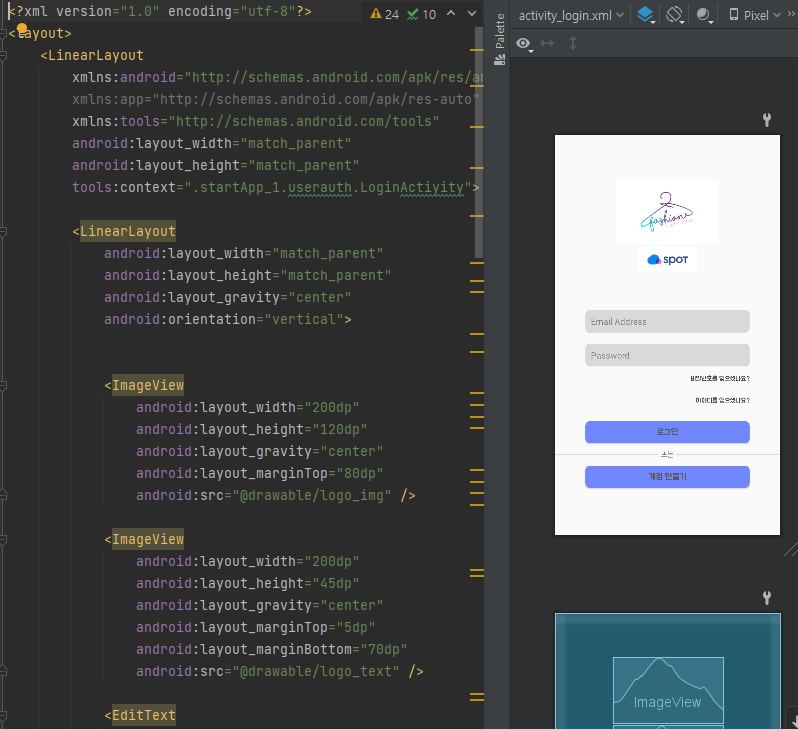 <?xml version="1.0" encoding="utf-8"?>
24 10
<layout>
<LinearLayout
xmlns:android="http://schemas.android.com/apk/res/an
xmlns:app="http://schemas.android.com/apk/res-auto"
xmlns:tools="http://schemas.android.com/tools"
android:layout_width="match_parent"
android:layout_height="match_parent"
tools:context=".startApp_1.userauth.LoginActiyity">
<LinearLayout
android:layout_width="match_parent"
android:layout_height="match_parent"
android:layout_gravity="center"
android:orientation="vertical">
<ImageView
android:layout_width="200dp"
android:layout_height="120dp"
android:layout_gravity="center"
android:layout_marginTop="80dp"
android:src="@drawable/logo_img" />
<ImageView
android:layout_width="200dp"
android:layout_height="45dp"
android:layout_gravity="center"
android:layout_marginTop="5dp"
android:layout_marginBottom="70dp"
android:src="@drawable/logo_text" />
<EditText
Palette
activity_login.xml
Pixel
fashione
SPOT
Email Address
Password
비밀번호를 잊으셨나요?
아이디를 잊으셨나요?
로그인
또는
계정 만들기
ImageView